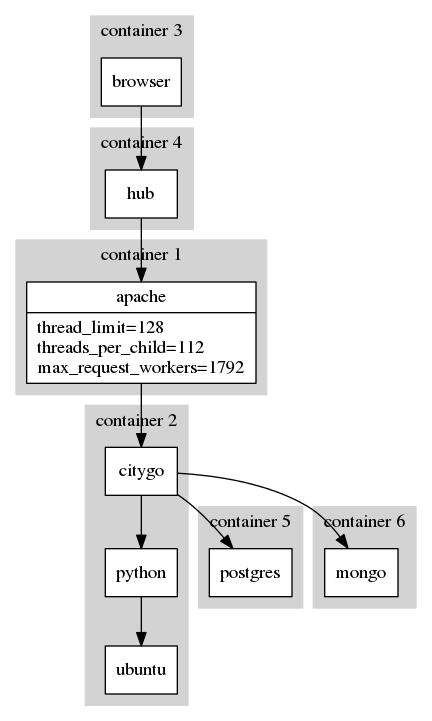 container 3
browser
container 4
hub
container 1
apache
thread_limit=128
threads_per_child=112
max_request_workers=1792
container 2
citygo
container 5
container 6
python
postgres
mongo
ubuntu